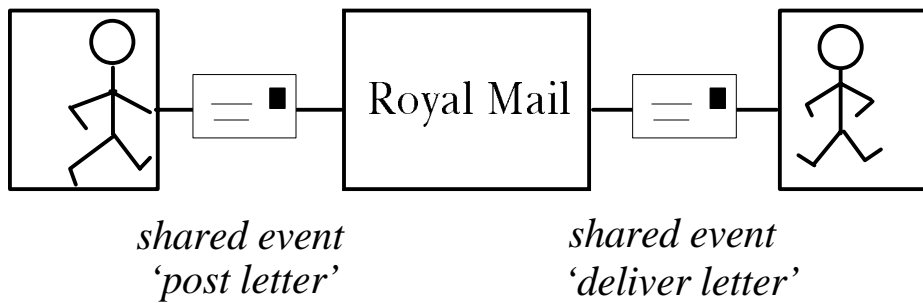 Royal Mail
shared event
‘post letter’
shared event
‘deliver letter’